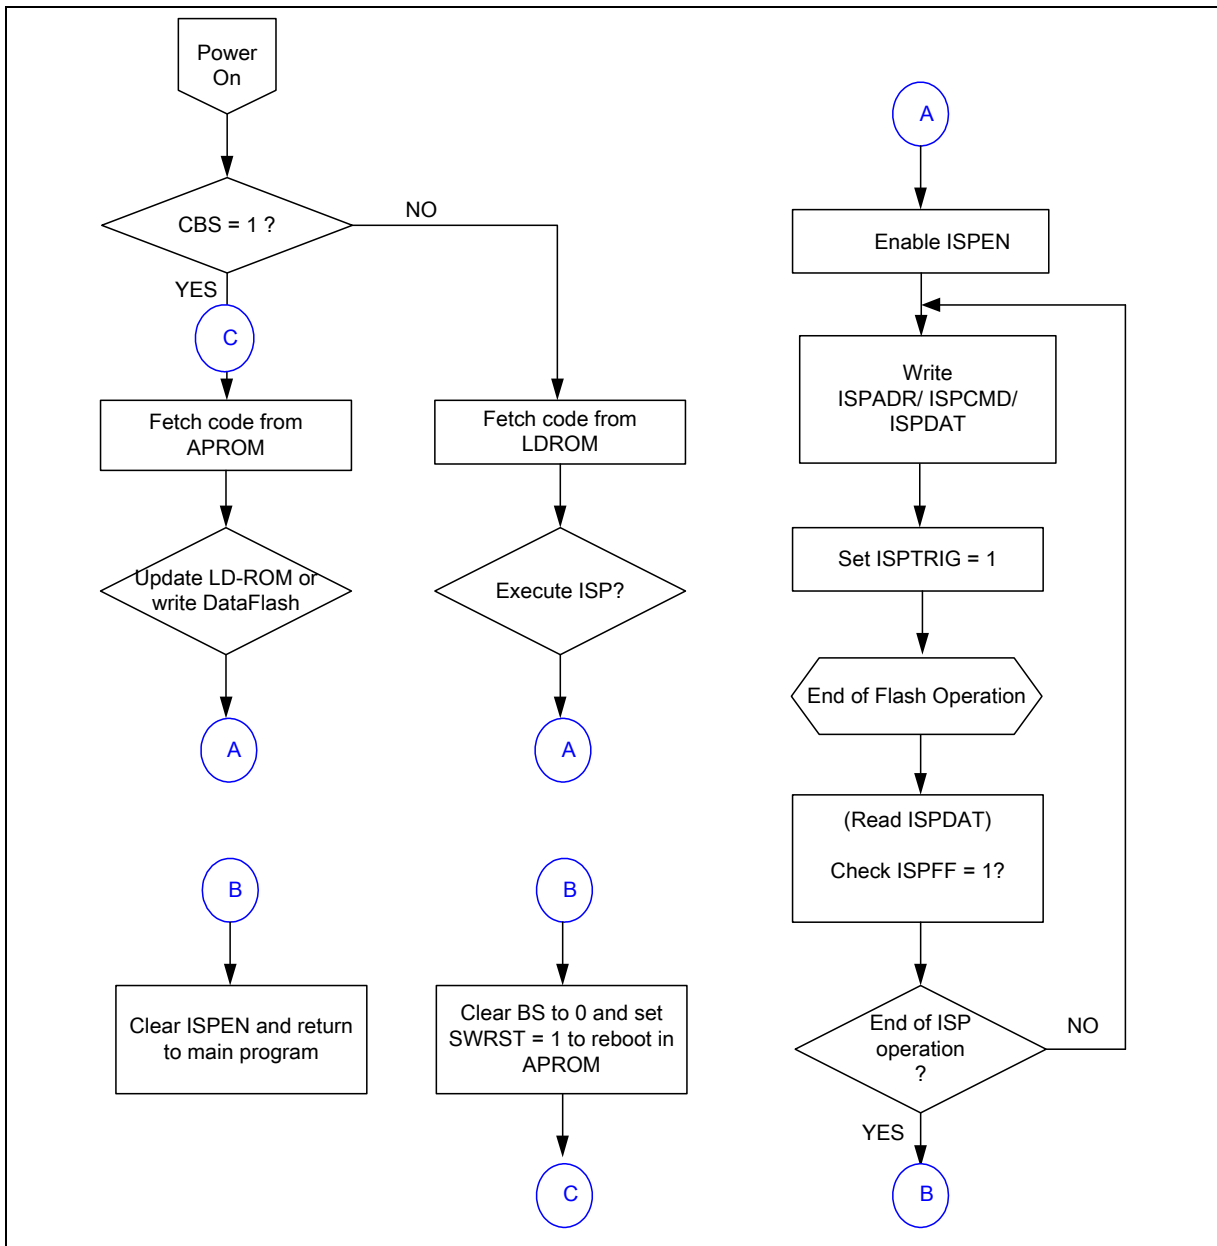 Power
On
CBS = 1 ?
NO
YES
C
Fetch code from
APROM
Fetch code from
LDROM
Update LD-ROM or
write DataFlash
Execute ISP?
A
A
B
B
Clear ISPEN and return
to main program
Clear BS to 0 and set
SWRST = 1 to reboot in
APROM
C
A
Enable ISPEN
Write
ISPADR/ ISPCMD/
ISPDAT
Set ISPTRIG = 1
End of Flash Operation
(Read ISPDAT)
Check ISPFF = 1?
End of ISP
operation
?
NO
YES
B